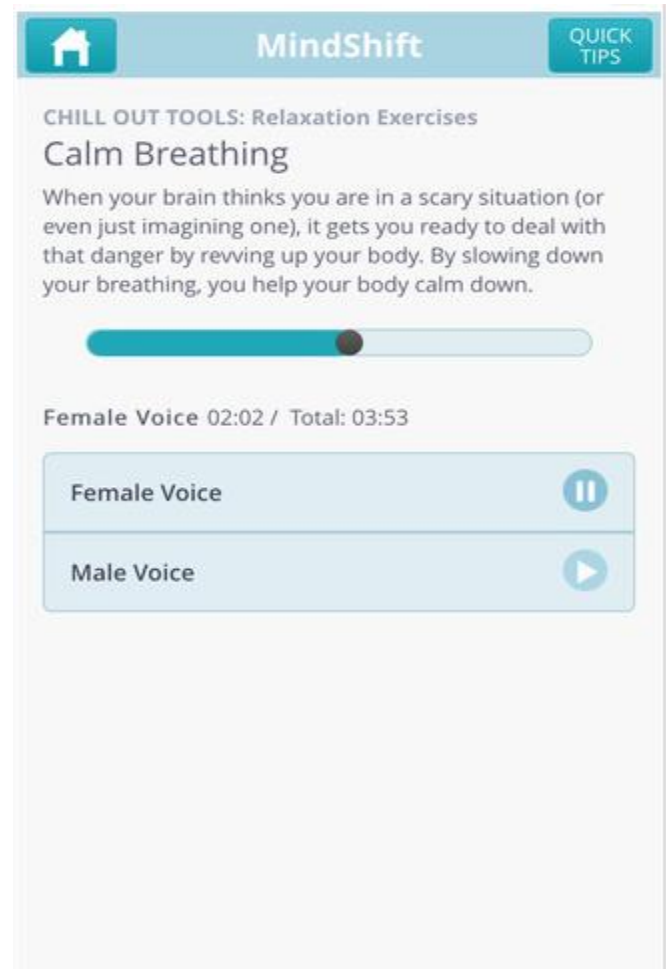 MindShift
QUICK
TIPS
CHILL OUT TOOLS: Relaxation Exercises
Calm Breathing
When your brain thinks you are in a scary situation (or
even just imagining one), it gets you ready to deal with
that danger by revving up your body. By slowing down
your breathing, you help your body calm down.
Female Voice 02:02 / Total: 03:53
Female Voice
Male Voice